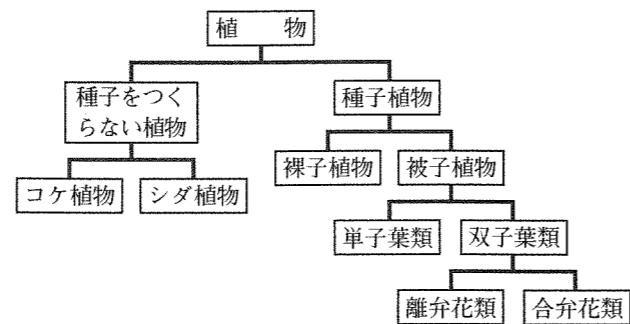 植　物
種子をつく
らない植物
種子植物
コケ植物
シダ植物
裸子植物
被子植物
単子葉類
双子葉類
離弁花類
合弁花類